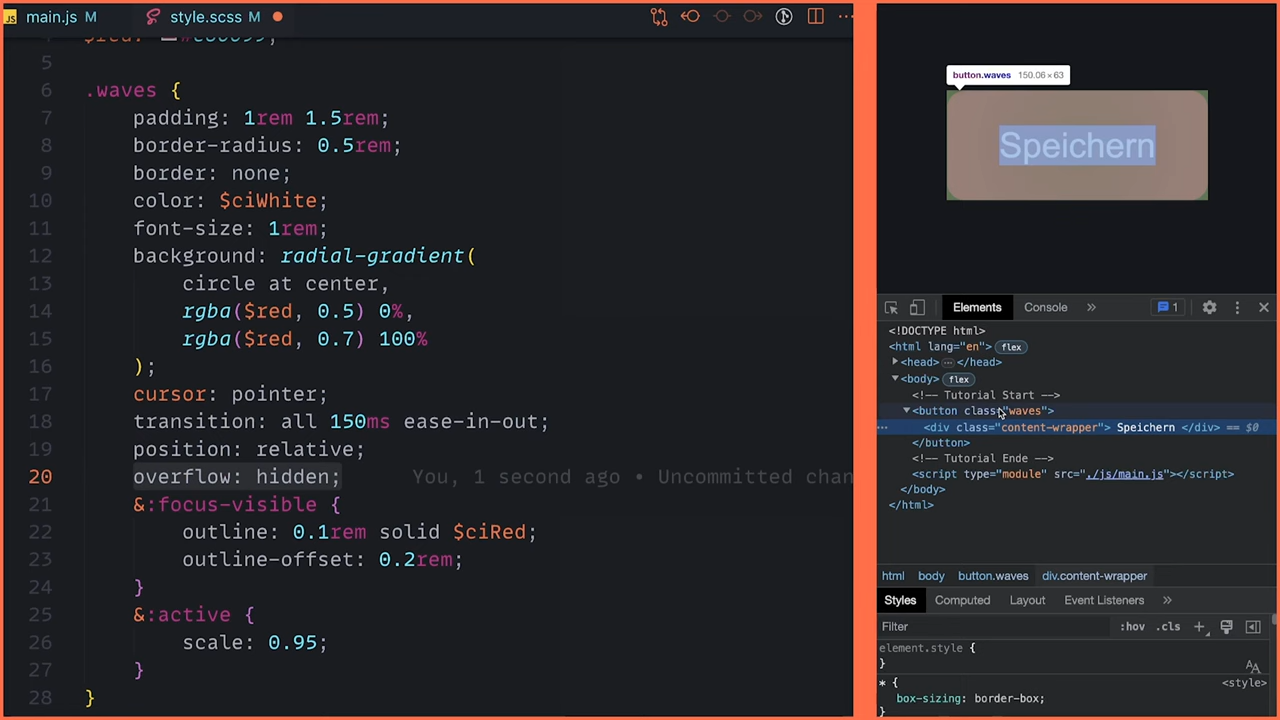 JS main.js M style.scss M
5
6 .waves {
7 padding: 1rem 1.5rem;
8 border-radius: 0.5rem;
9 border: none;
10 color: $ciWhite;
11 font-size: 1rem;
12 background: radial-gradient(
13 circle at center,
14 rgba($red, 0.5) 0%,
15 rgba($red, 0.7) 100%
16 );
17 cursor: pointer;
18 transition: all 150ms ease-in-out;
19 position: relative;
20 overflow: hidden; You, 1 second ago • Uncommitted chan
21 &:focus-visible {
22 outline: 0.1rem solid $ciRed;
23 outline-offset: 0.2rem;
24 }
25 &:active {
26 scale: 0.95;
27 }
28 }
button.waves 150.06 × 63
Speichern
Elements Console » 1
<!DOCTYPE html>
<html lang="en"> flex
<head> ⋯ </head>
<body> flex
<!-- Tutorial Start -->
<button class="waves">
<div class="content-wrapper"> Speichern </div> == $0
</button>
<!-- Tutorial Ende -->
<script type="module" src="./js/main.js"></script>
</body>
</html>
html body button.waves div.content-wrapper
Styles Computed Layout Event Listeners »
Filter :hov .cls +
element.style {
}
* { <style>
box-sizing: border-box;
}